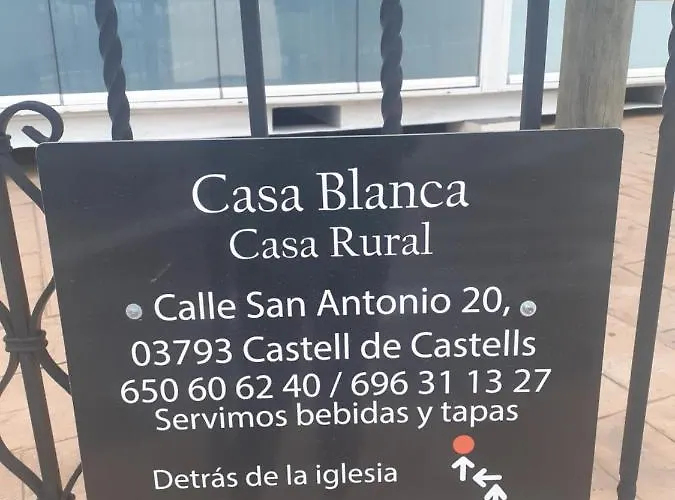 Casa Blanca
Casa Rural
Calle San Antonio 20,
03793 Castell de Castells
650 60 62 40 / 696 31 13 27
Servimos bebidas y tapas
Detrás de la iglesia